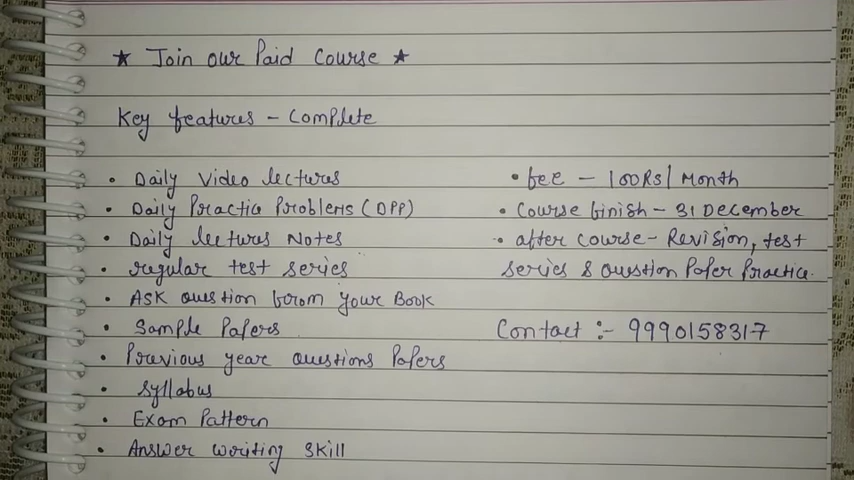 ★ Join our Paid Course ★
Key features - Complete
• Daily Video lectures
• Daily Practice Problems (DPP)
• Daily lectures Notes
• regular test series
• ASK question from your Book
• Sample Papers
• Previous year questions Papers
• Syllabus
• Exam Pattern
• Answer writing skill
• fee - 100Rs/Month
• Course finish - 31 December
• after course - Revision, test
series & question Paper Practice.
Contact :- 9990158317